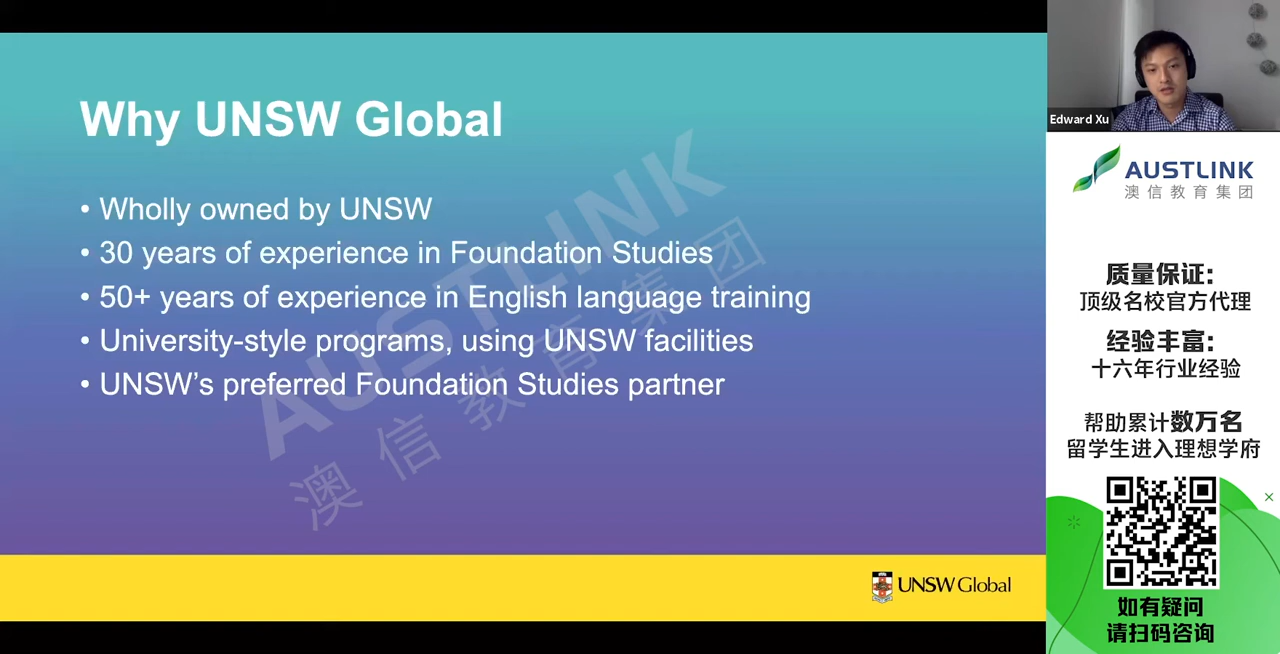 Why UNSW Global
• Wholly owned by UNSW
• 30 years of experience in Foundation Studies
• 50+ years of experience in English language training
• University-style programs, using UNSW facilities
• UNSW’s preferred Foundation Studies partner
AUSTLINK
澳信教育集团
UNSW Global
Edward Xu
AUSTLINK
澳信教育集团
质量保证:
顶级名校官方代理
经验丰富:
十六年行业经验
帮助累计数万名
留学生进入理想学府
如有疑问
请扫码咨询